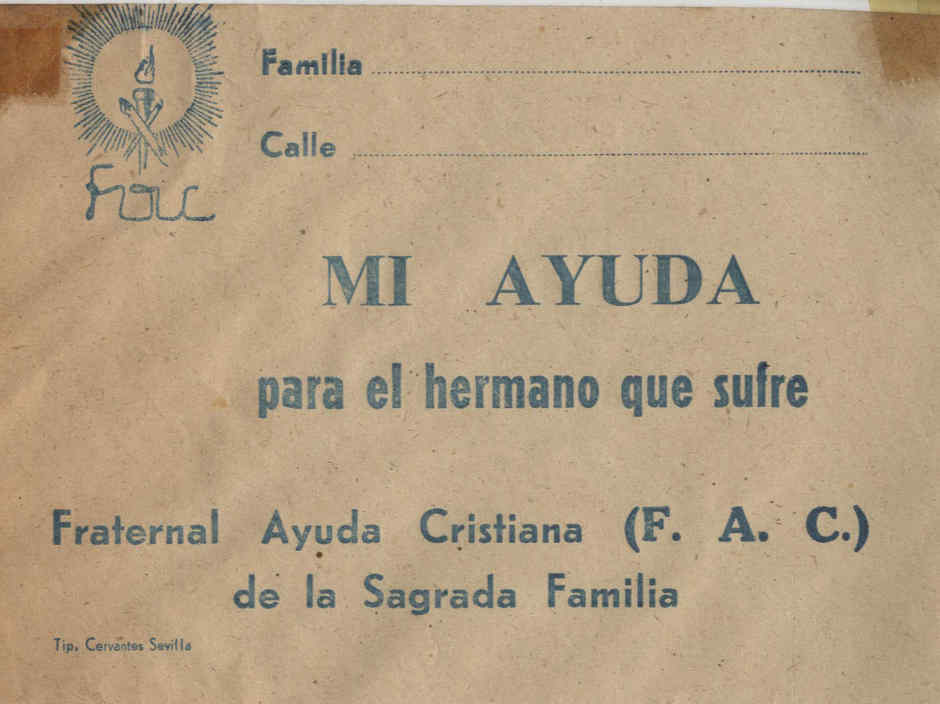 Familia
Calle
Fac
MI AYUDA
para el hermano que sufre
Fraternal Ayuda Cristiana (F. A. C.)
de la Sagrada Familia
Tip. Cervantes Sevilla